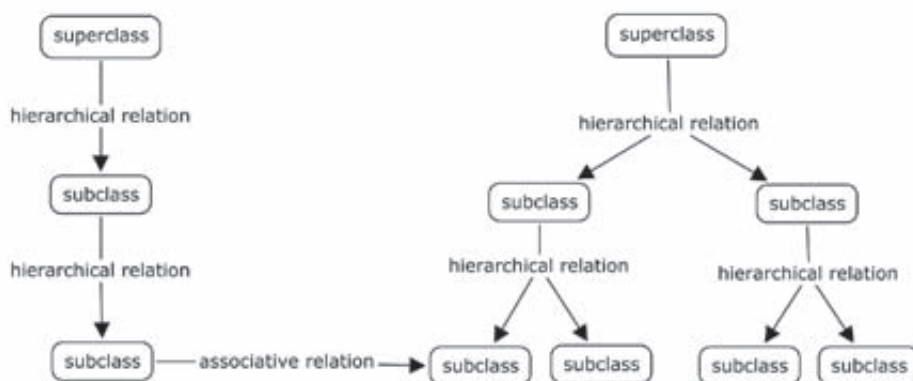 superclass
superclass
hierarchical relation
hierarchical relation
subclass
subclass
subclass
hierarchical relation
hierarchical relation
hierarchical relation
subclass
associative relation
subclass
subclass
subclass
subclass